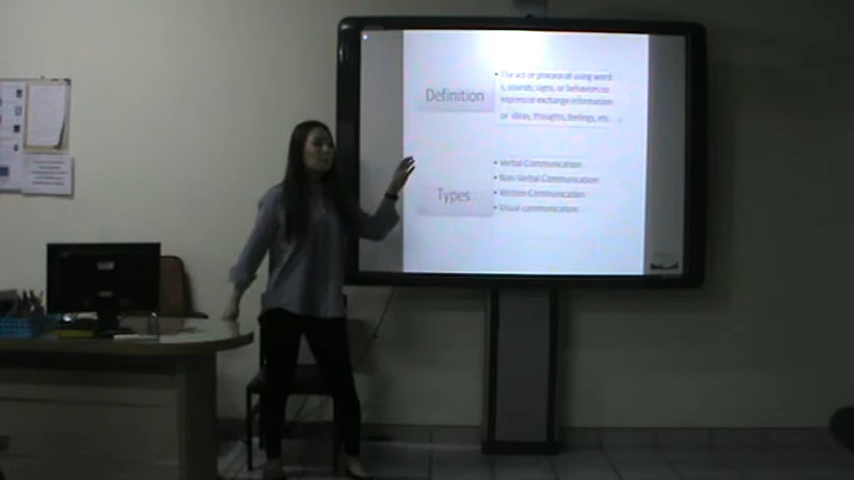 Definition
• The act or process of using word
s, sounds, signs, or behaviors to
express or exchange information
or ideas, thoughts, feelings, etc.
Types
• Verbal Communication
• Non-Verbal Communication
• Written Communication
• Visual communication